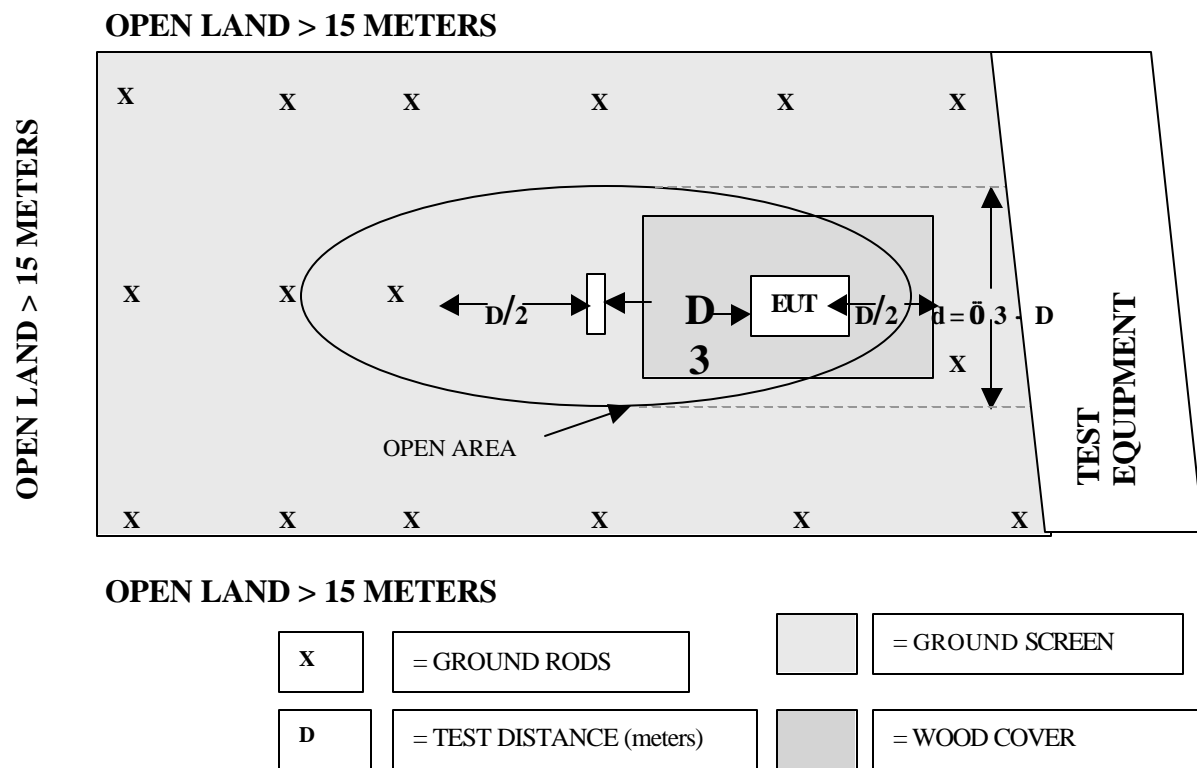 OPEN LAND > 15 METERS
OPEN LAND > 15 METERS
X X X X X X
X X X
D/2
D
3
EUT
D/2
d = Ö 3 - D
X
TEST
EQUIPMENT
OPEN AREA
X X X X X X
OPEN LAND > 15 METERS
X = GROUND RODS
= GROUND SCREEN
D = TEST DISTANCE (meters)
= WOOD COVER